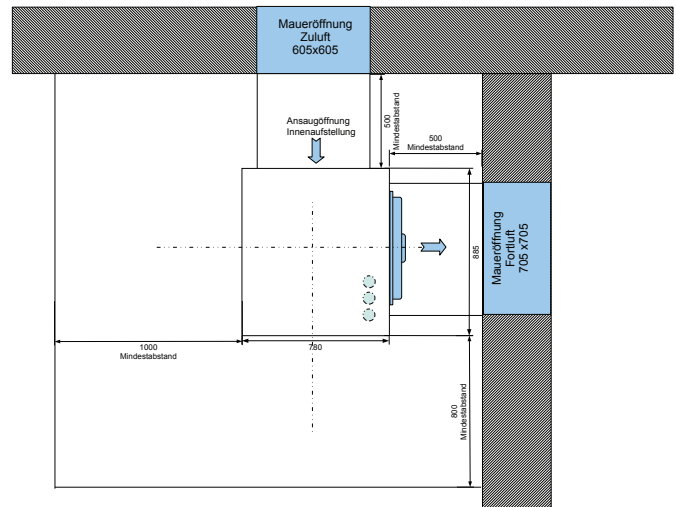 Maueröffnung
Zuluft
605x605
Ansaugöffnung
Innenaufstellung
500
Mindestabstand
500
Mindestabstand
Maueröffnung
Fortluft
705 x705
885
1000
Mindestabstand
780
800
Mindestabstand